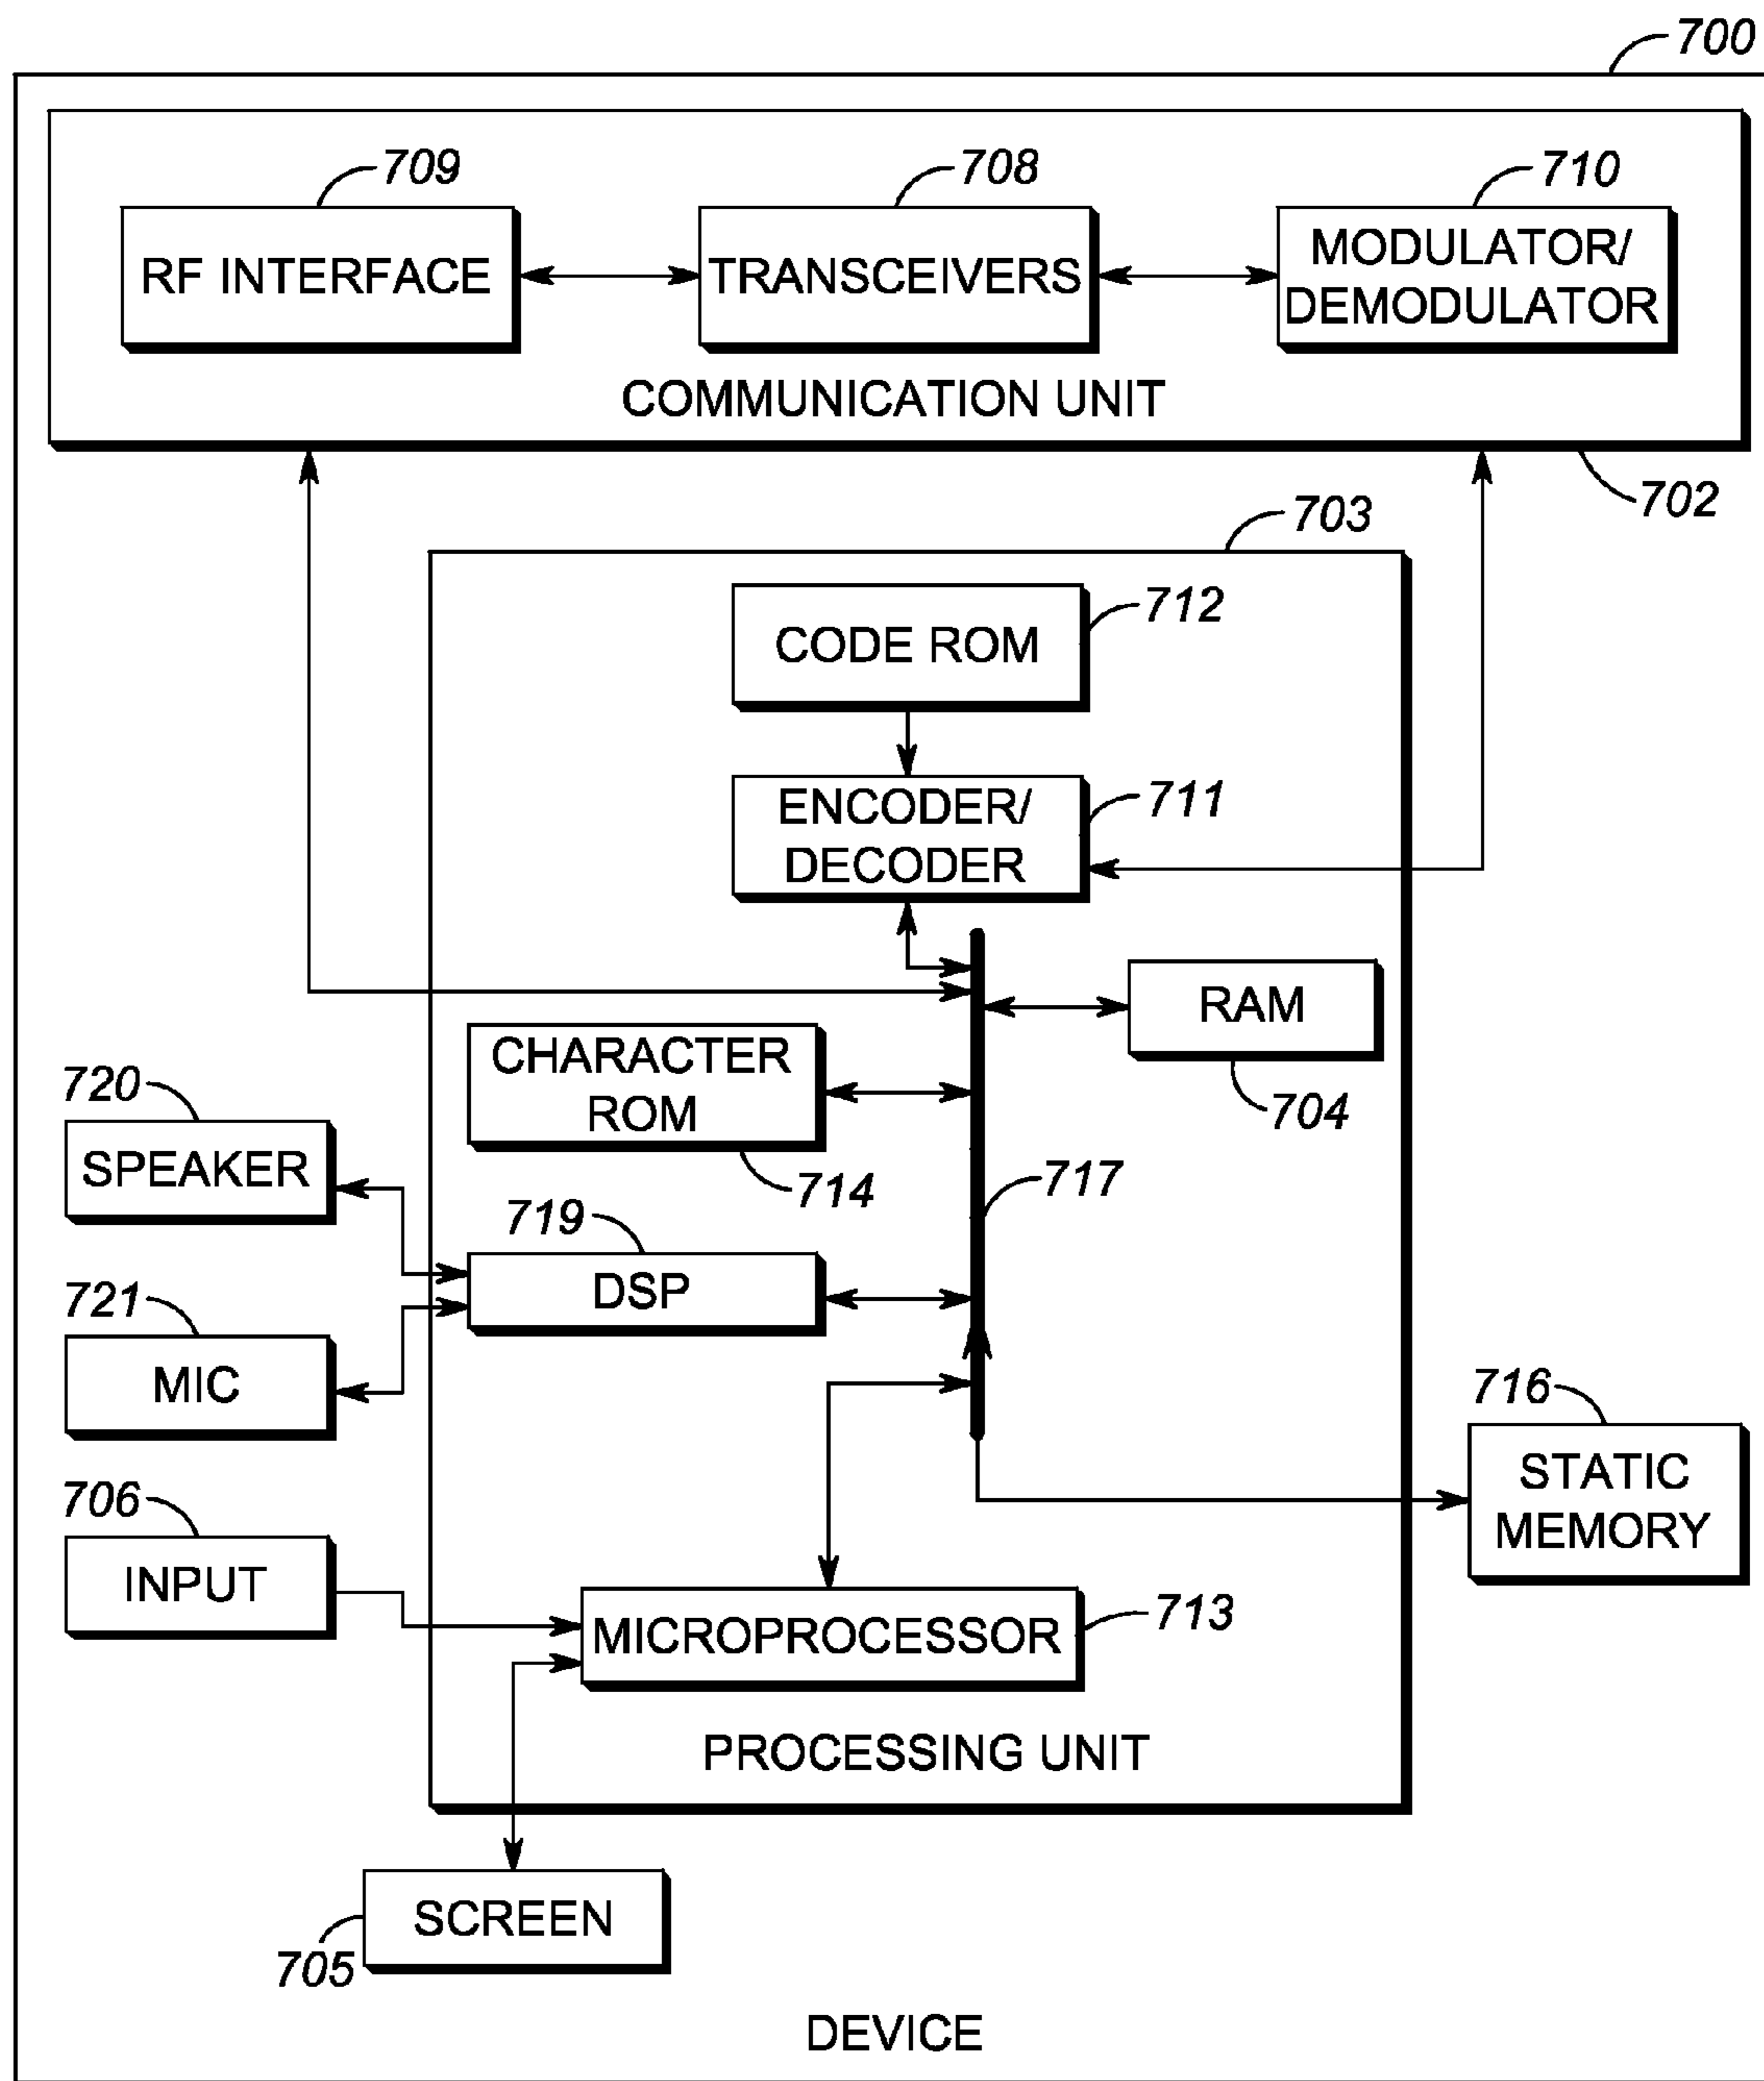 700
709
708
710
RF INTERFACE
TRANSCEIVERS
MODULATOR/
DEMODULATOR
COMMUNICATION UNIT
702
703
712
CODE ROM
711
ENCODER/
DECODER
RAM
704
CHARACTER
ROM
714
717
720
SPEAKER
719
DSP
721
MIC
716
STATIC
MEMORY
706
INPUT
713
MICROPROCESSOR
PROCESSING UNIT
SCREEN
705
DEVICE